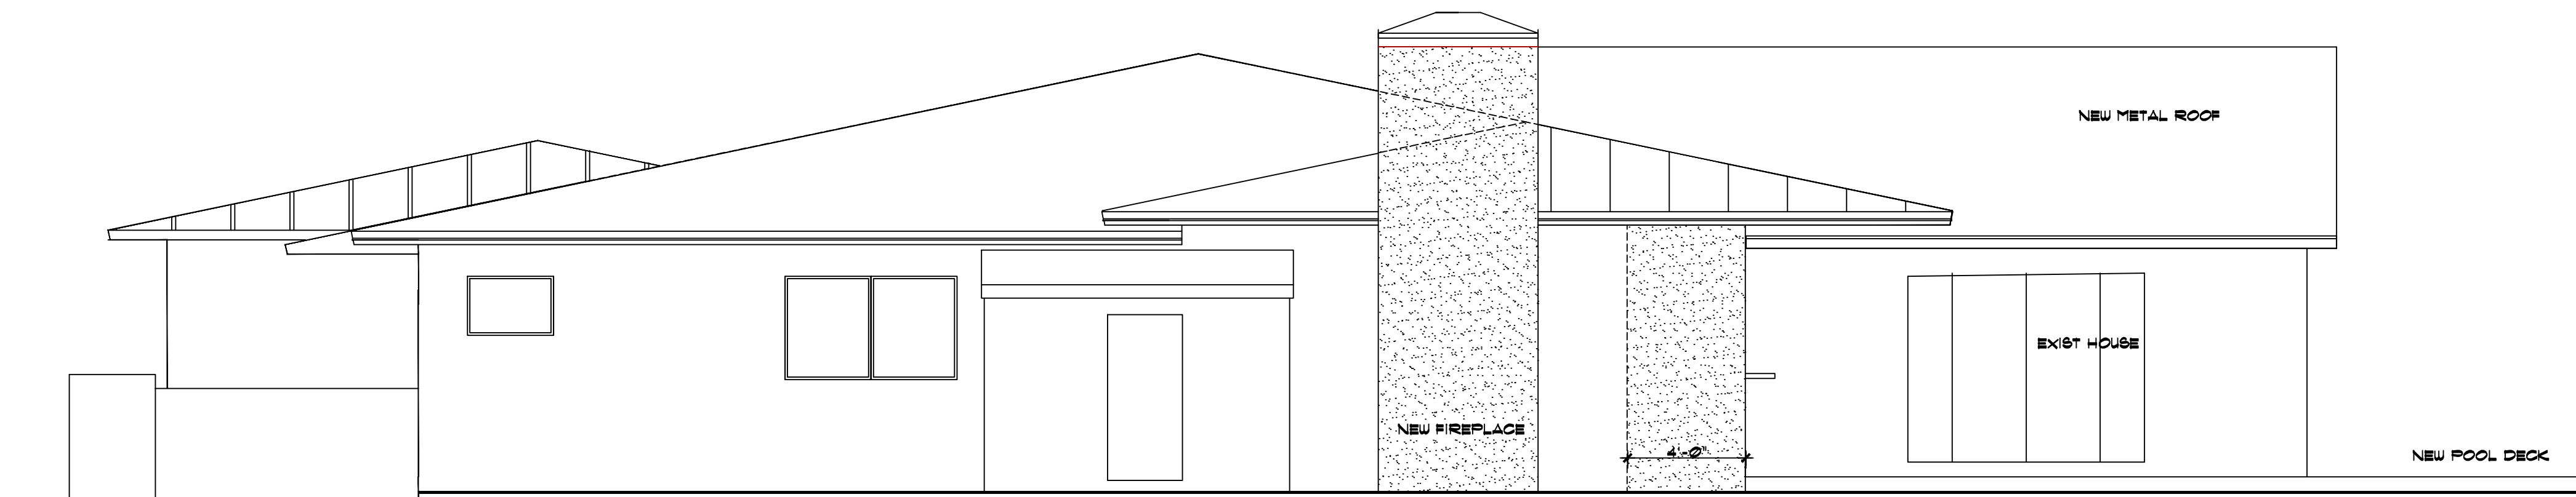 NEW METAL ROOF
EXIST HOUSE
NEW FIREPLACE
4'-0"
NEW POOL DECK